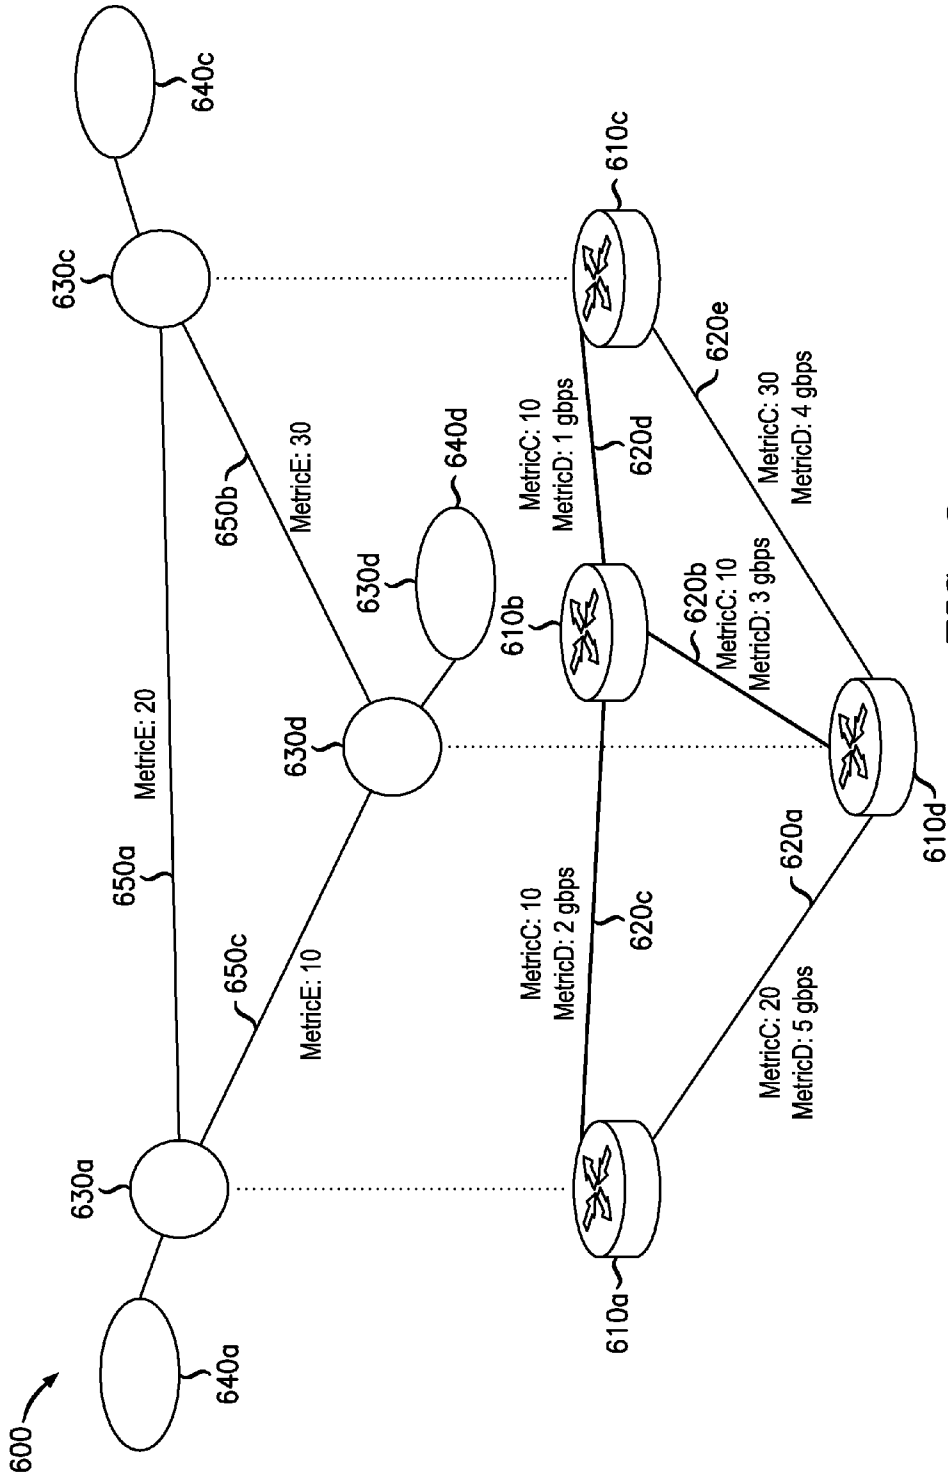 600
630c
630a
650a
MetricE: 20
640c
640a
650c
650b
MetricE: 10
MetricE: 30
630d
630d
640d
610b
MetricC: 10
MetricD: 2 gbps
MetricC: 10
MetricD: 1 gbps
620c
620d
610a
610c
620b
MetricC: 10
MetricD: 3 gbps
620e
620a
MetricC: 20
MetricD: 5 gbps
MetricC: 30
MetricD: 4 gbps
610d